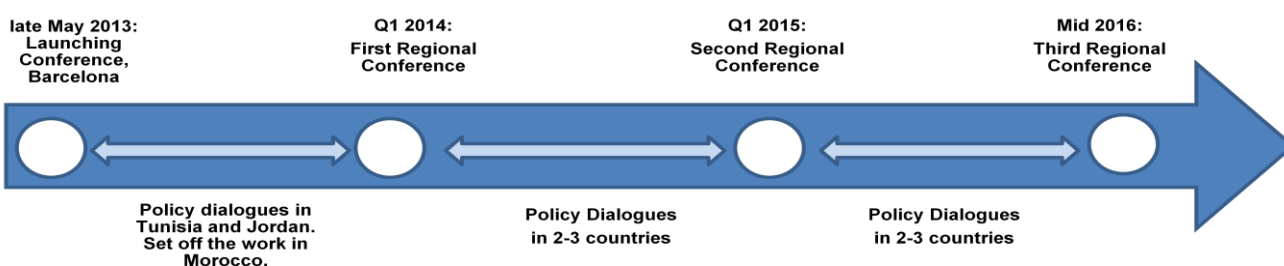 late May 2013:
Launching
Conference,
Barcelona
Q1 2014:
First Regional
Conference
Q1 2015:
Second Regional
Conference
Mid 2016:
Third Regional
Conference
Policy dialogues in
Tunisia and Jordan.
Set off the work in
Morocco.
Policy Dialogues
in 2-3 countries
Policy Dialogues
in 2-3 countries